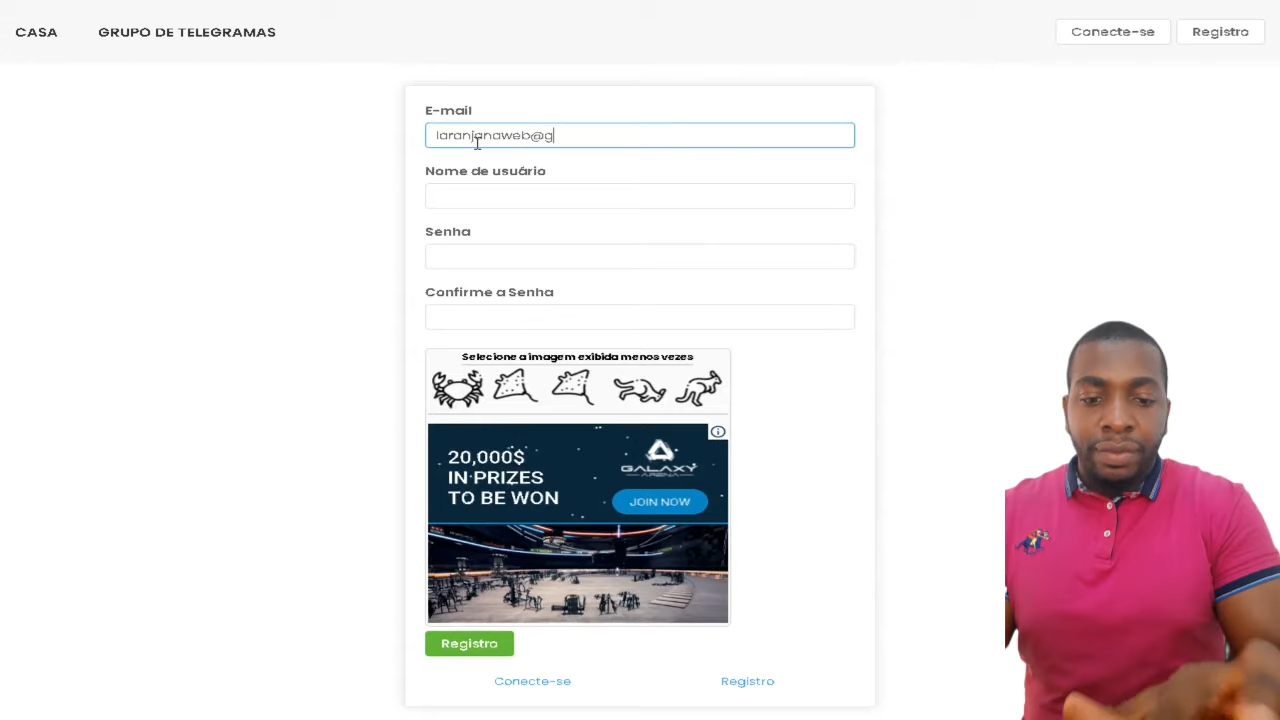 CASA GRUPO DE TELEGRAMAS Conecte-se Registro
E-mail
laranjanaweb@g
Nome de usuário
Senha
Confirme a Senha
Selecione a imagem exibida menos vezes
20,000$
IN PRIZES
TO BE WON
GALAXY
ARENA
JOIN NOW
Registro
Conecte-se Registro